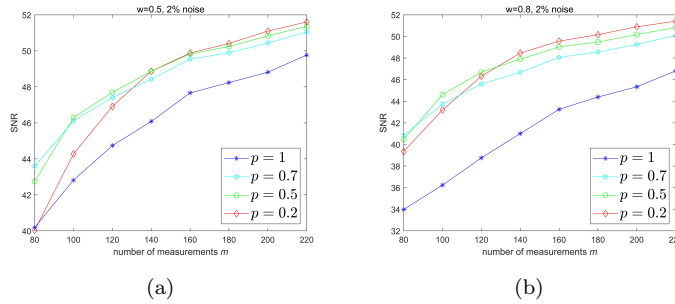 w=0.5, 2% noise
52
50
48
46
44
42
40
SNR
80 100 120 140 160 180 200 220
number of measurements m
p = 1
p = 0.7
p = 0.5
p = 0.2
(a)
w=0.8, 2% noise
52
50
48
46
44
42
40
38
36
34
32
SNR
80 100 120 140 160 180 200 220
number of measurements m
p = 1
p = 0.7
p = 0.5
p = 0.2
(b)